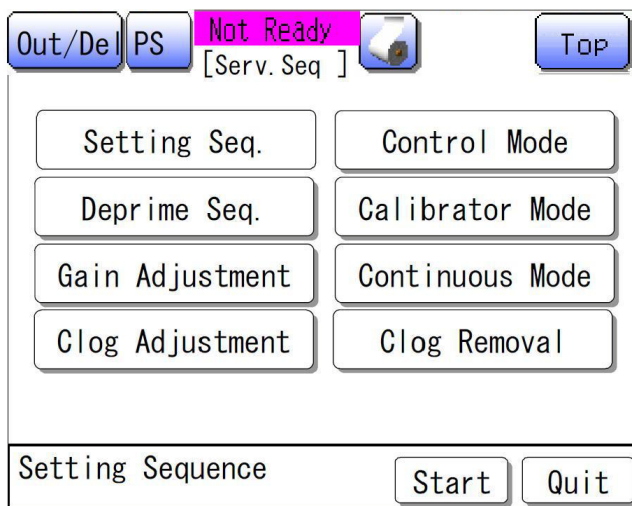 Out/Del PS Not Ready Top
[Serv.Seq ]
Setting Seq. Control Mode
Deprime Seq. Calibrator Mode
Gain Adjustment Continuous Mode
Clog Adjustment Clog Removal
Setting Sequence Start Quit